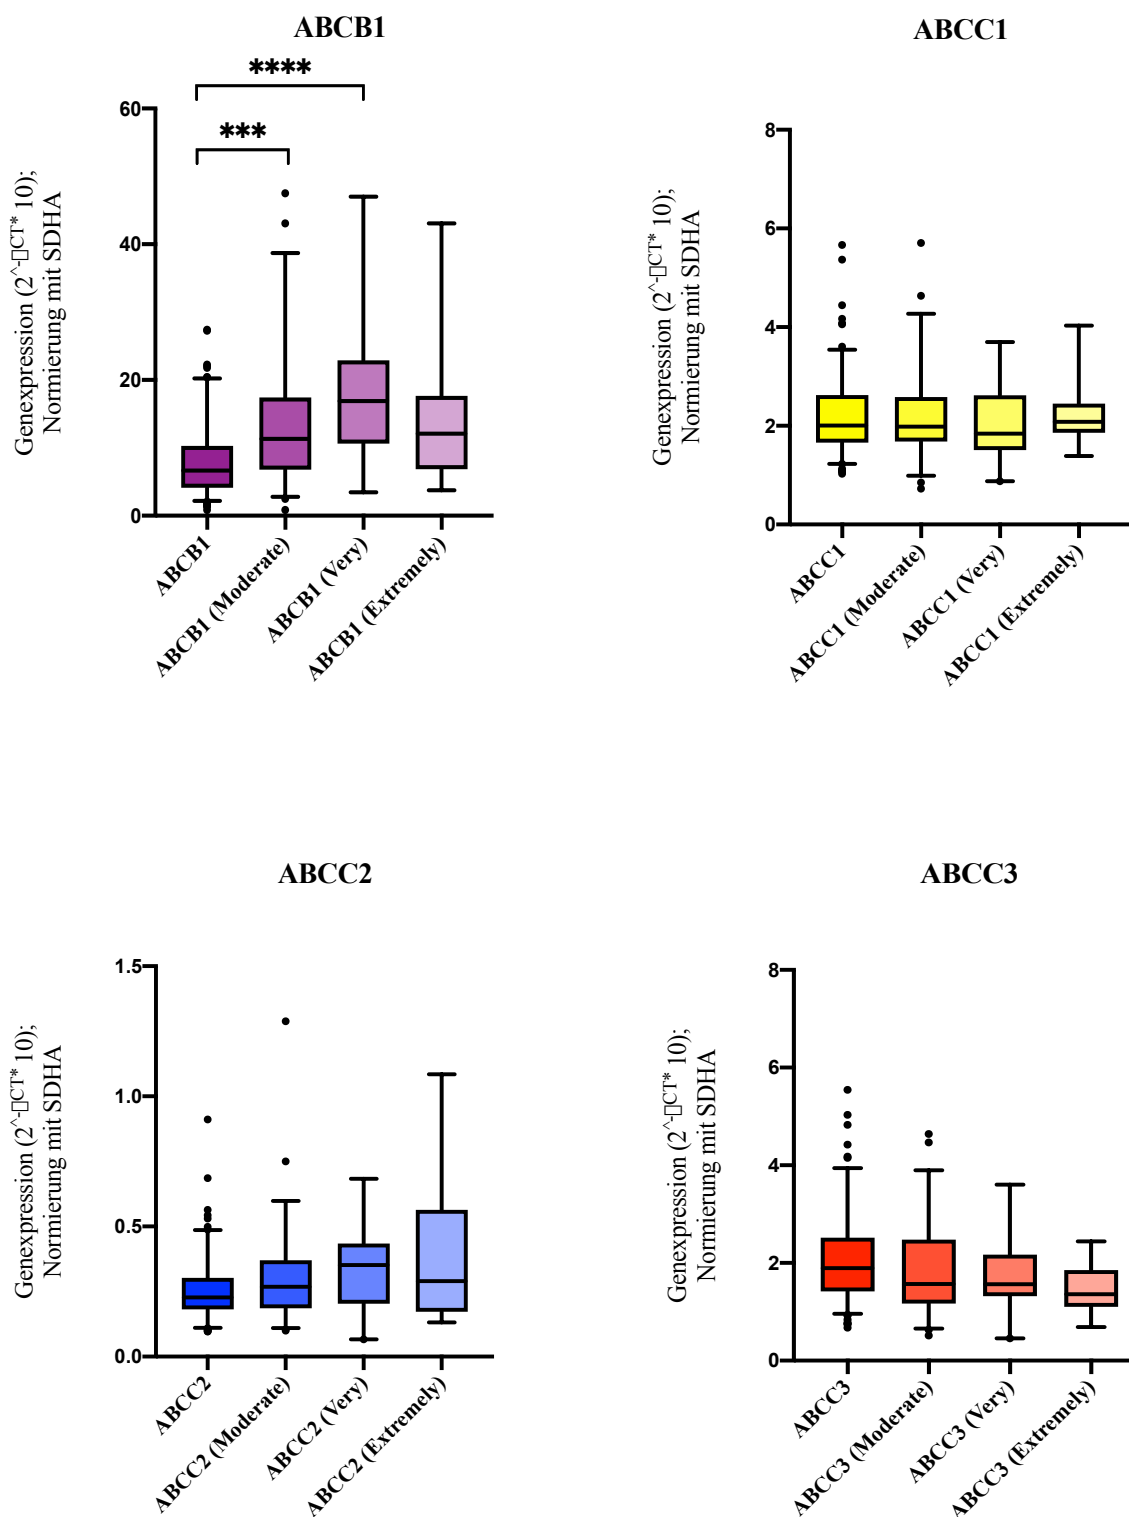 ABCB1
****
***
60
40
20
0
Genexpression (2^-▯CT* 10);
Normierung mit SDHA
ABCB1
ABCB1 (Moderate)
ABCB1 (Very)
ABCB1 (Extremely)
ABCC1
8
6
4
2
0
Genexpression (2^-▯CT* 10);
Normierung mit SDHA
ABCC1
ABCC1 (Moderate)
ABCC1 (Very)
ABCC1 (Extremely)
ABCC2
1.5
1.0
0.5
0.0
Genexpression (2^-▯CT* 10);
Normierung mit SDHA
ABCC2
ABCC2 (Moderate)
ABCC2 (Very)
ABCC2 (Extremely)
ABCC3
8
6
4
2
0
Genexpression (2^-▯CT* 10);
Normierung mit SDHA
ABCC3
ABCC3 (Moderate)
ABCC3 (Very)
ABCC3 (Extremely)